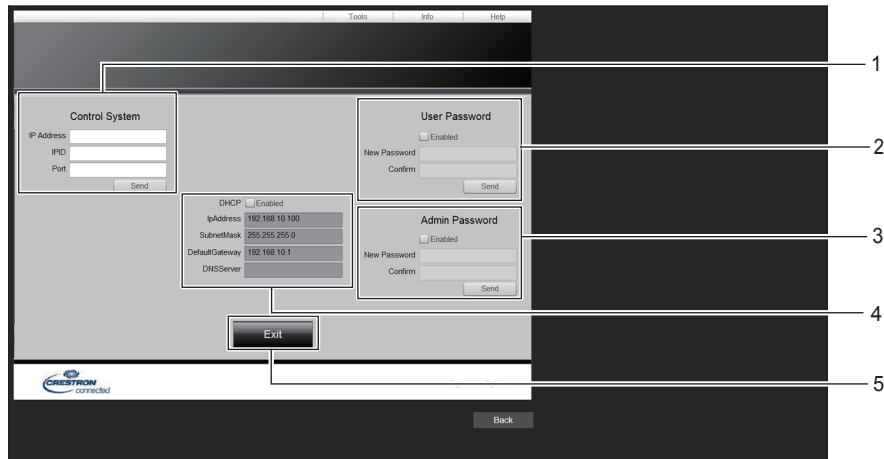 Tools Info Help
1
Control System
IP Address
IPID
Port
Send
User Password
Enabled
New Password
Confirm
Send
2
DHCP Enabled
IpAddress 192.168.10.100
SubnetMask 255.255.255.0
DefaultGateway 192.168.10.1
DNSServer
Admin Password
Enabled
New Password
Confirm
Send
3
4
Exit
5
CRESTRON
connected
Back